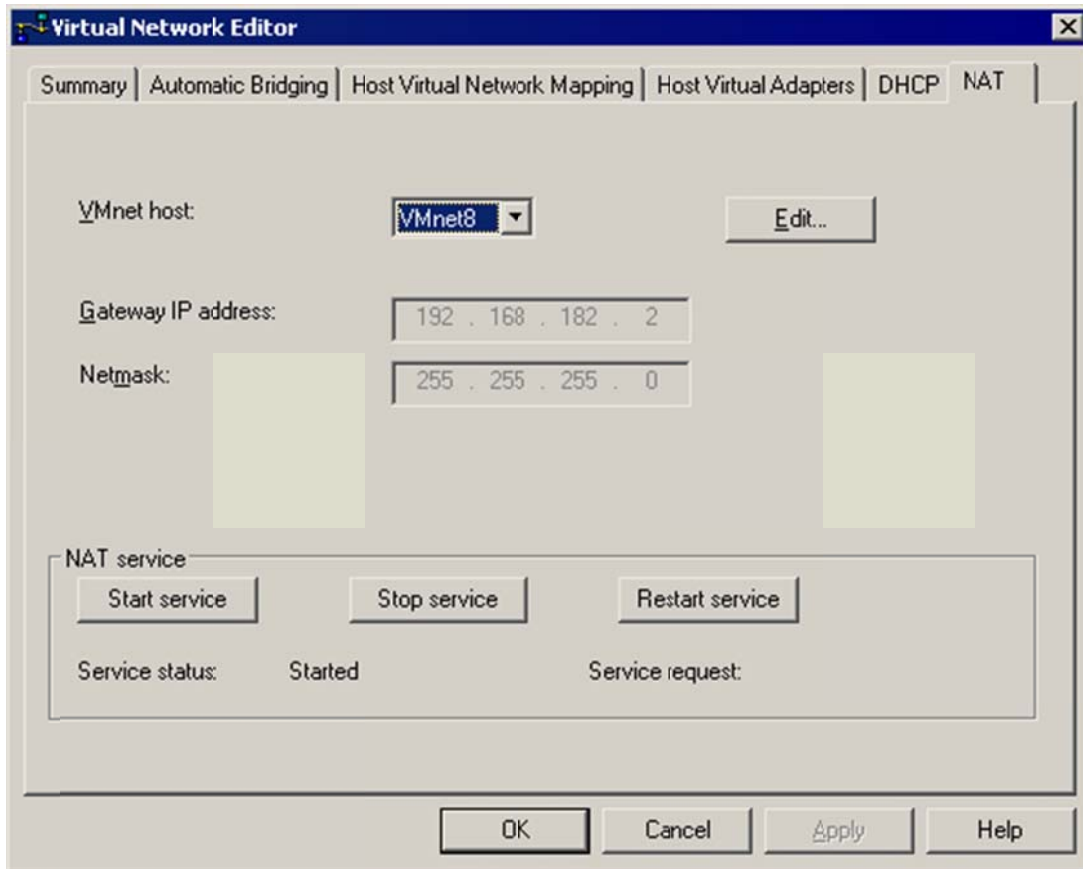 Virtual Network Editor
Summary Automatic Bridging Host Virtual Network Mapping Host Virtual Adapters DHCP NAT
VMnet host: VMnet8 Edit...
Gateway IP address: 192 . 168 . 182 . 2
Netmask: 255 . 255 . 255 . 0
NAT service
Start service Stop service Restart service
Service status: Started Service request:
OK Cancel Apply Help